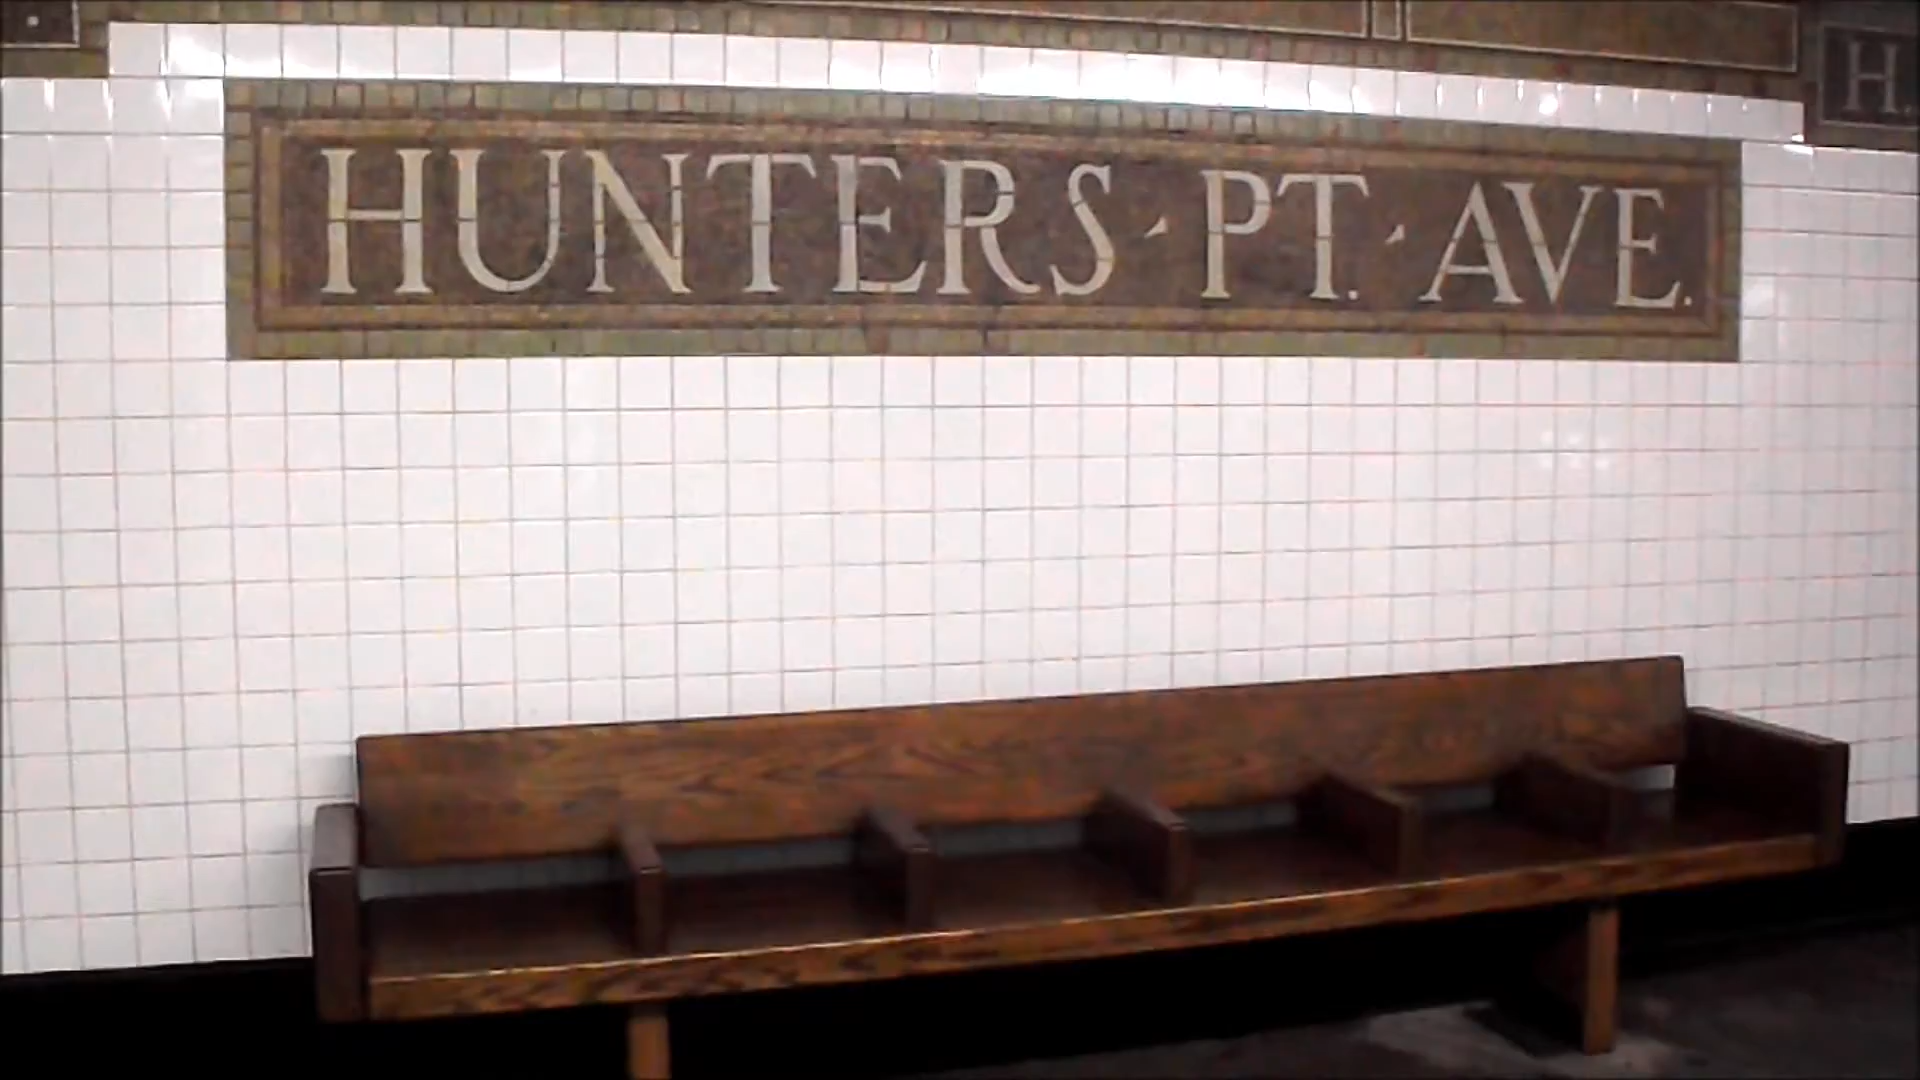 HUNTERS · PT. · AVE.
H.